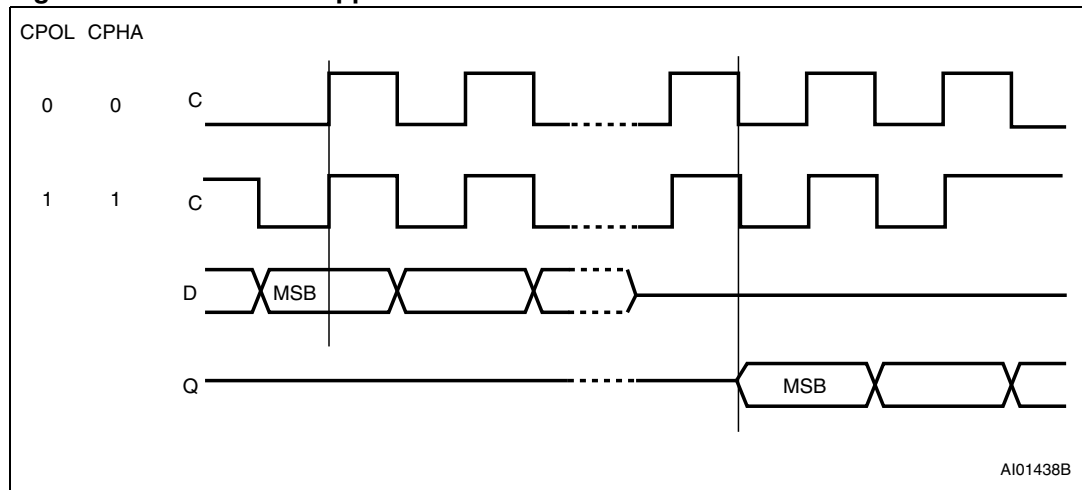 CPOL CPHA
0 0 C
1 1 C
D MSB
Q MSB
AI01438B